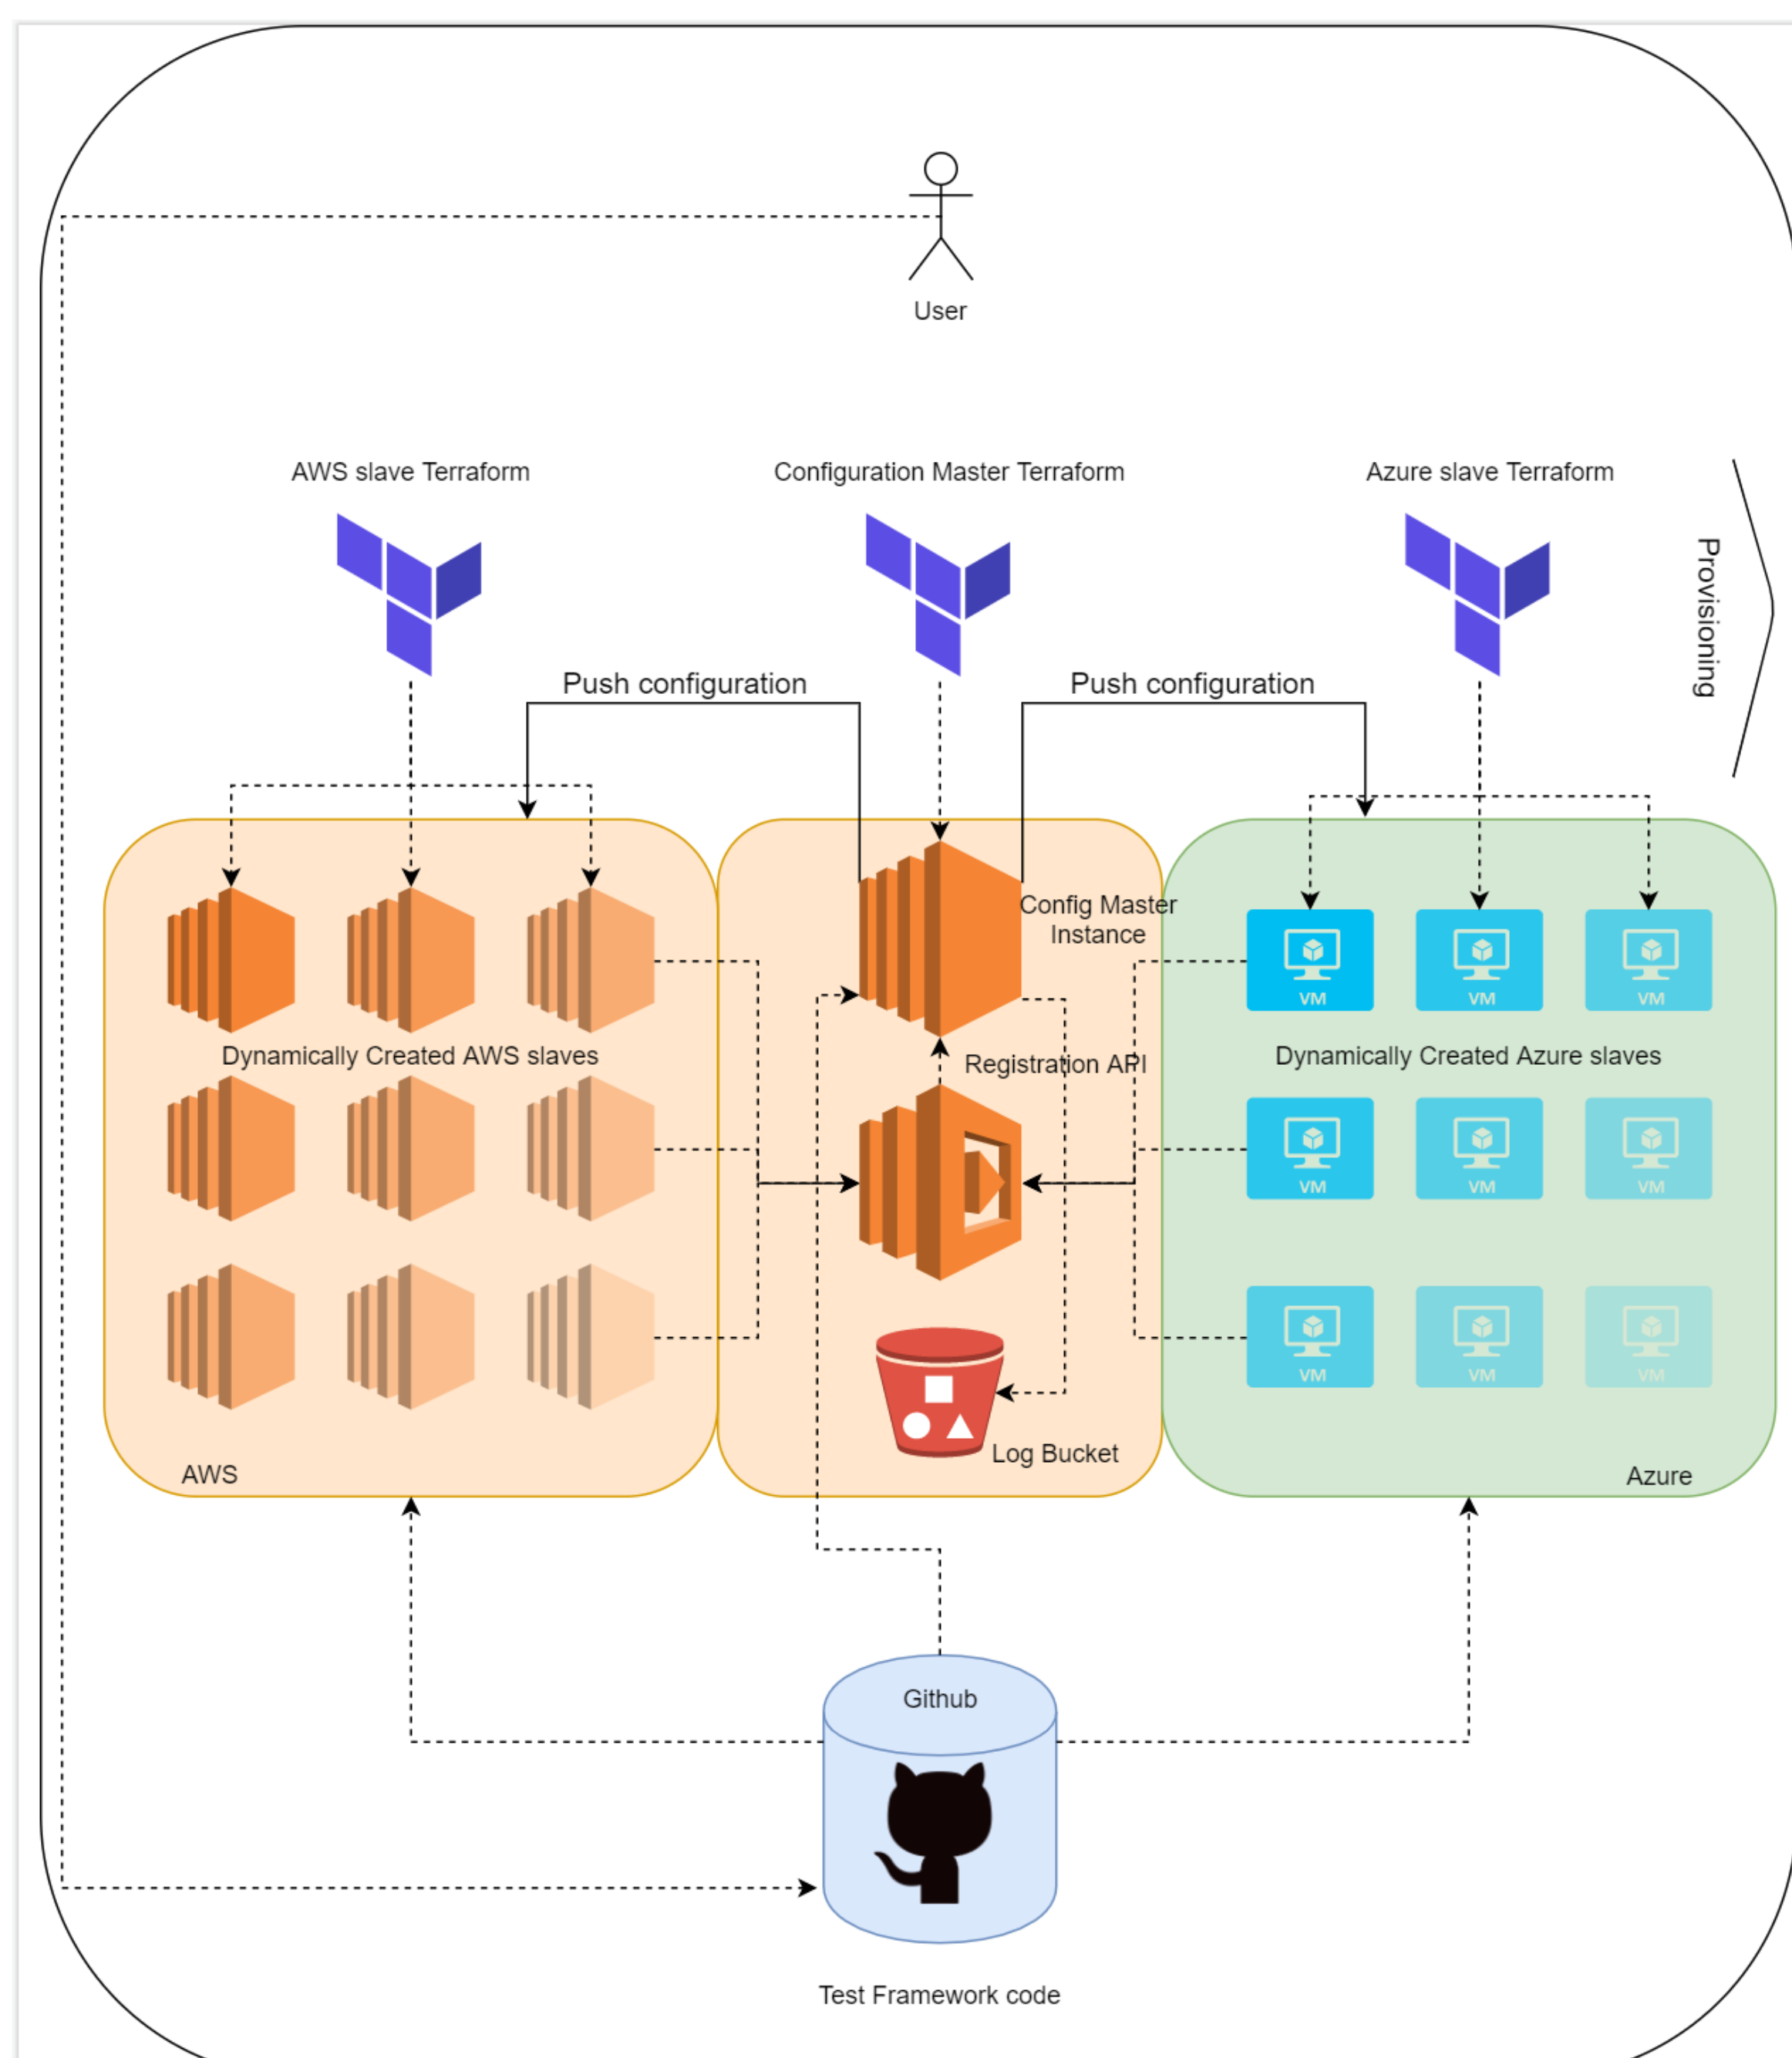 User
AWS slave Terraform
Configuration Master Terraform
Azure slave Terraform
Provisioning
Push configuration
Push configuration
Config Master
Instance
VM
VM
VM
Dynamically Created AWS slaves
Registration API
Dynamically Created Azure slaves
VM
VM
VM
VM
VM
VM
Log Bucket
AWS
Azure
Github
Test Framework code